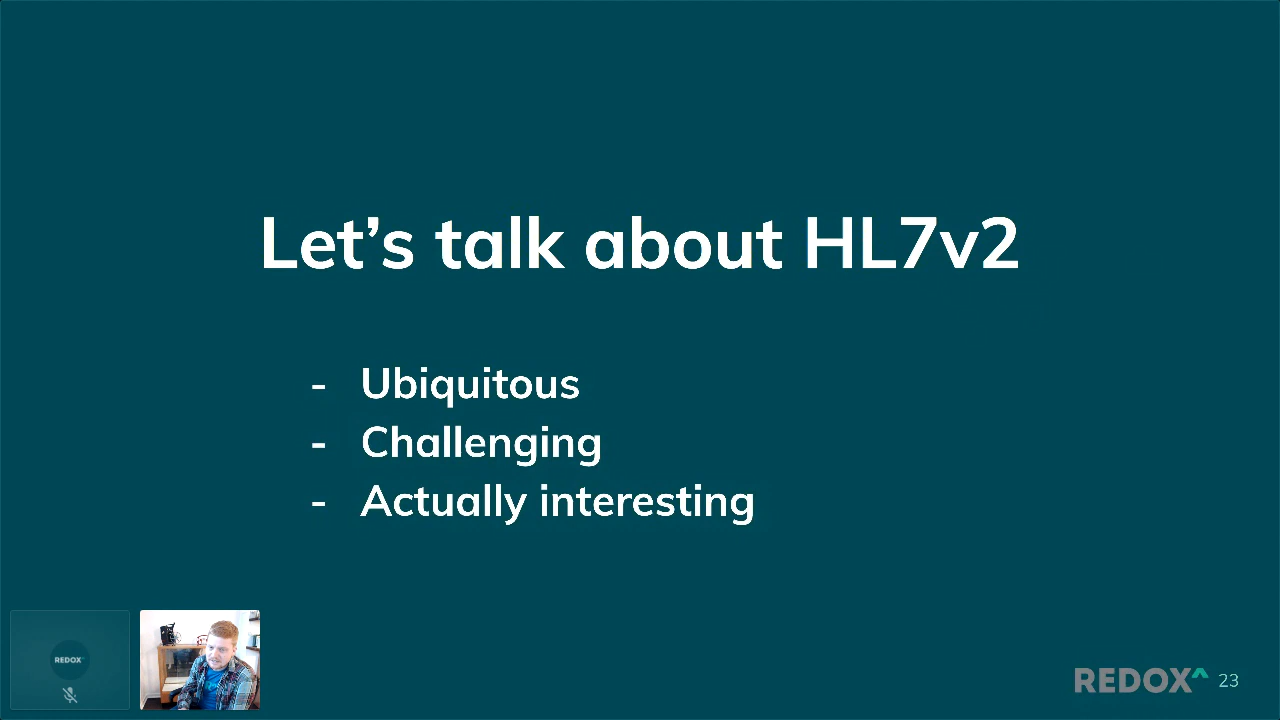 Let's talk about HL7v2
- Ubiquitous
- Challenging
- Actually interesting
REDOX
REDOX^ 23